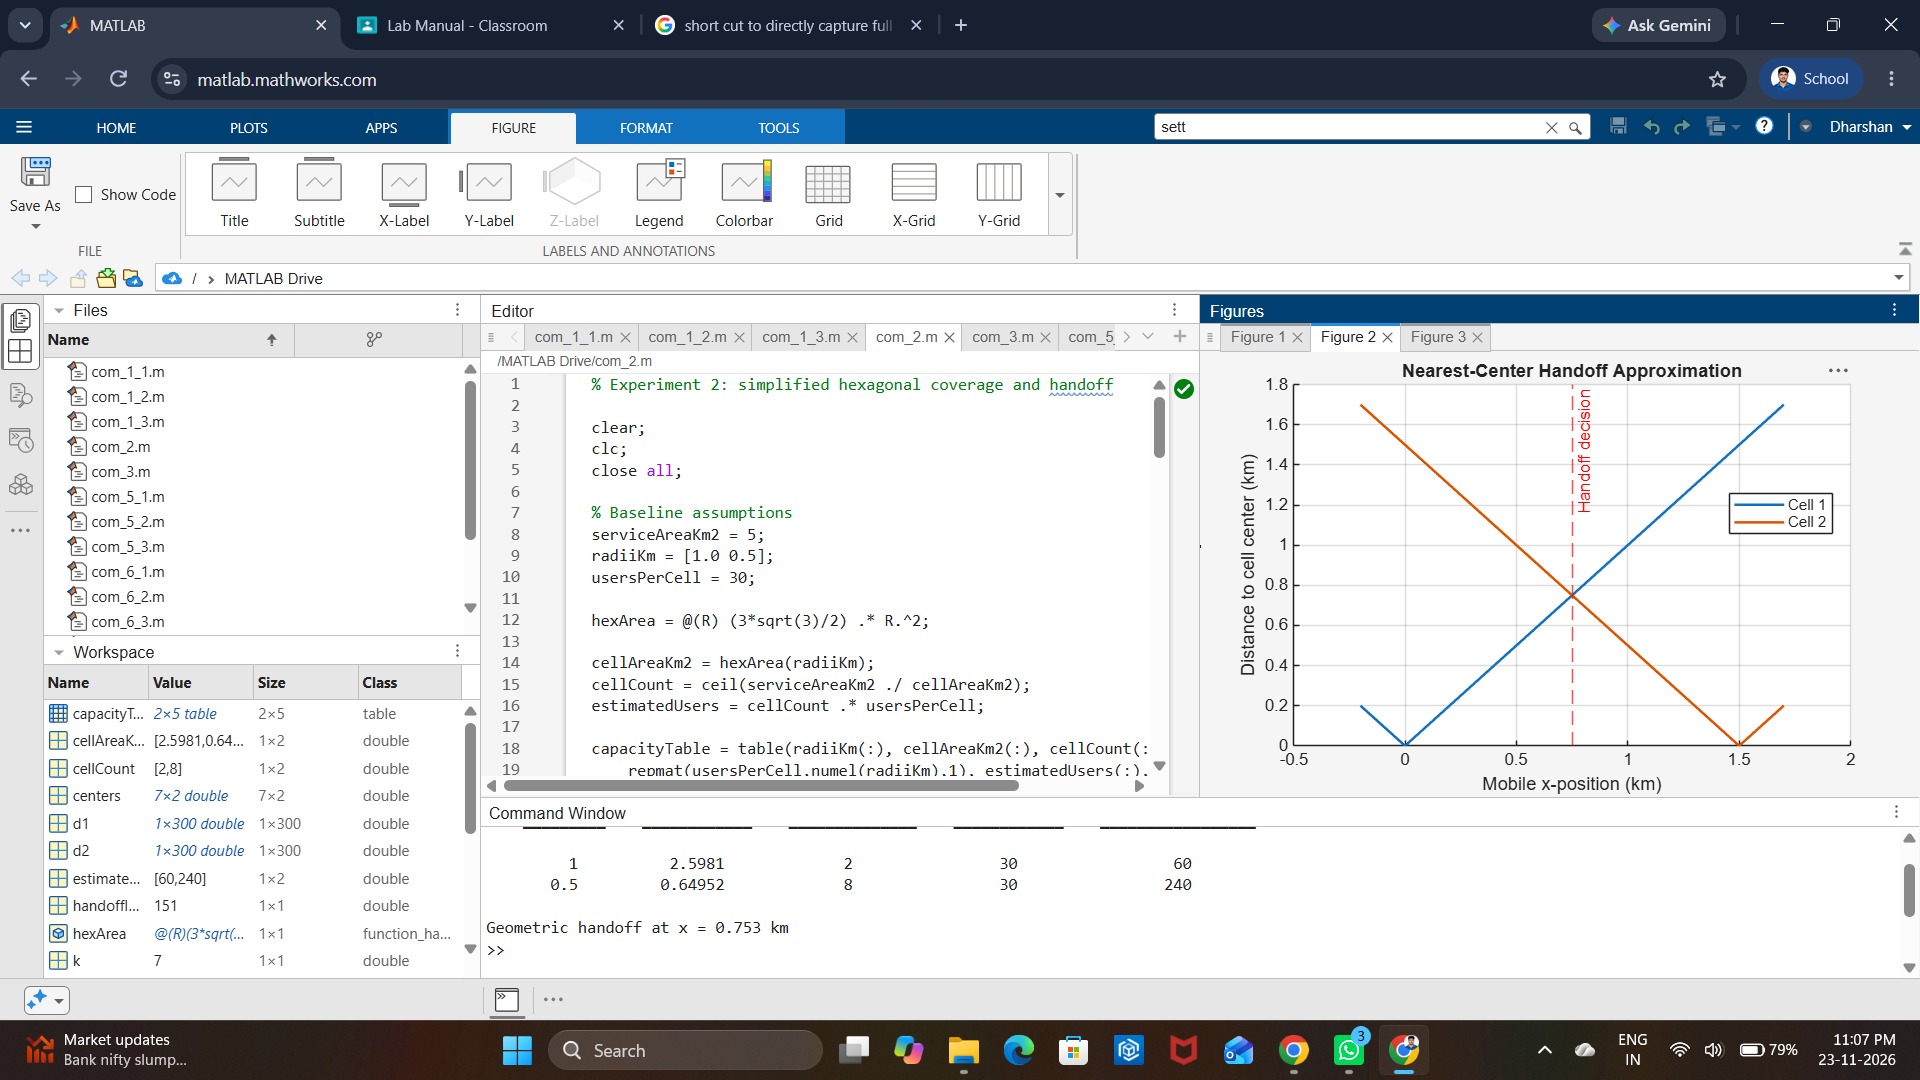 MATLAB
Lab Manual - Classroom
short cut to directly capture full
Ask Gemini
matlab.mathworks.com
School
HOME
PLOTS
APPS
FIGURE
FORMAT
TOOLS
sett
Dharshan
Save As
Show Code
Title
Subtitle
X-Label
Y-Label
Z-Label
Legend
Colorbar
Grid
X-Grid
Y-Grid
FILE
LABELS AND ANNOTATIONS
/ › MATLAB Drive
Files
Name
com_1_1.m
com_1_2.m
com_1_3.m
com_2.m
com_3.m
com_5_1.m
com_5_2.m
com_5_3.m
com_6_1.m
com_6_2.m
com_6_3.m
Workspace
Name Value Size Class
capacityT... 2×5 table 2×5 table
cellAreaK... [2.5981,0.64... 1×2 double
cellCount [2,8] 1×2 double
centers 7×2 double 7×2 double
d1 1×300 double 1×300 double
d2 1×300 double 1×300 double
estimate... [60,240] 1×2 double
handoffI... 151 1×1 double
hexArea @(R)(3*sqrt(... 1×1 function_ha...
k 7 1×1 double
Editor
com_1_1.m
com_1_2.m
com_1_3.m
com_2.m
com_3.m
com_5
/MATLAB Drive/com_2.m
1 % Experiment 2: simplified hexagonal coverage and handoff
2
3 clear;
4 clc;
5 close all;
6
7 % Baseline assumptions
8 serviceAreaKm2 = 5;
9 radiiKm = [1.0 0.5];
10 usersPerCell = 30;
11
12 hexArea = @(R) (3*sqrt(3)/2) .* R.^2;
13
14 cellAreaKm2 = hexArea(radiiKm);
15 cellCount = ceil(serviceAreaKm2 ./ cellAreaKm2);
16 estimatedUsers = cellCount .* usersPerCell;
17
18 capacityTable = table(radiiKm(:), cellAreaKm2(:), cellCount(:
19 repmat(usersPerCell,numel(radiiKm),1), estimatedUsers(:),
Figures
Figure 1
Figure 2
Figure 3
Nearest-Center Handoff Approximation
1.8
1.6
1.4
1.2
1
0.8
0.6
0.4
0.2
0
Distance to cell center (km)
Handoff decision
Cell 1
Cell 2
-0.5 0 0.5 1 1.5 2
Mobile x-position (km)
Command Window
1 2.5981 2 30 60
0.5 0.64952 8 30 240
Geometric handoff at x = 0.753 km
>>
Market updates
Bank nifty slump...
Search
3
ENG
IN
79%
11:07 PM
23-11-2026